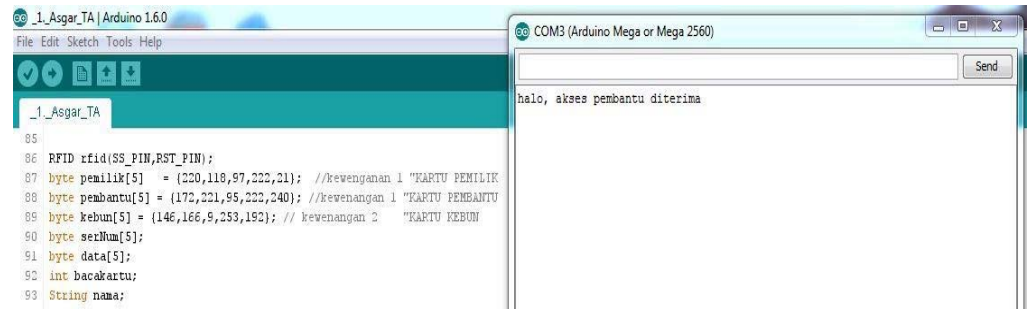 _1._Asgar_TA | Arduino 1.6.0
File Edit Sketch Tools Help
_1._Asgar_TA
85
86 RFID rfid(SS_PIN,RST_PIN);
87 byte pemilik[5]   = {220,118,97,222,21};  //kewenganan 1 "KARTU PEMILIK
88 byte pembantu[5] = {172,221,95,222,240}; //kewenangan 1 "KARTU PEMBANTU
89 byte kebun[5] = {146,166,9,253,192}; // kewenangan 2    "KARTU KEBUN
90 byte serNum[5];
91 byte data[5];
92 int bacakartu;
93 String nama;
COM3 (Arduino Mega or Mega 2560)
Send
halo, akses pembantu diterima